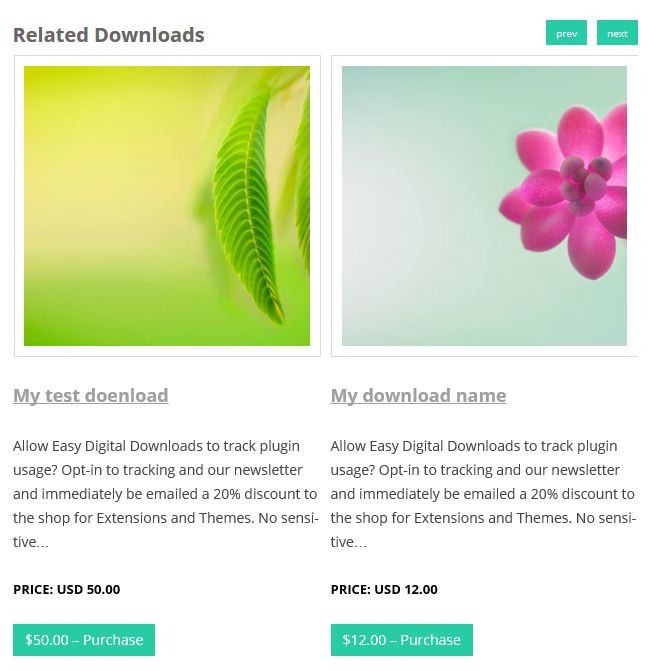 Related Downloads
prev next
My test doenload
Allow Easy Digital Downloads to track plugin
usage? Opt-in to tracking and our newsletter
and immediately be emailed a 20% discount to
the shop for Extensions and Themes. No sensi-
tive…
PRICE: USD 50.00
$50.00 – Purchase
My download name
Allow Easy Digital Downloads to track plugin
usage? Opt-in to tracking and our newsletter
and immediately be emailed a 20% discount to
the shop for Extensions and Themes. No sensi-
tive…
PRICE: USD 12.00
$12.00 – Purchase